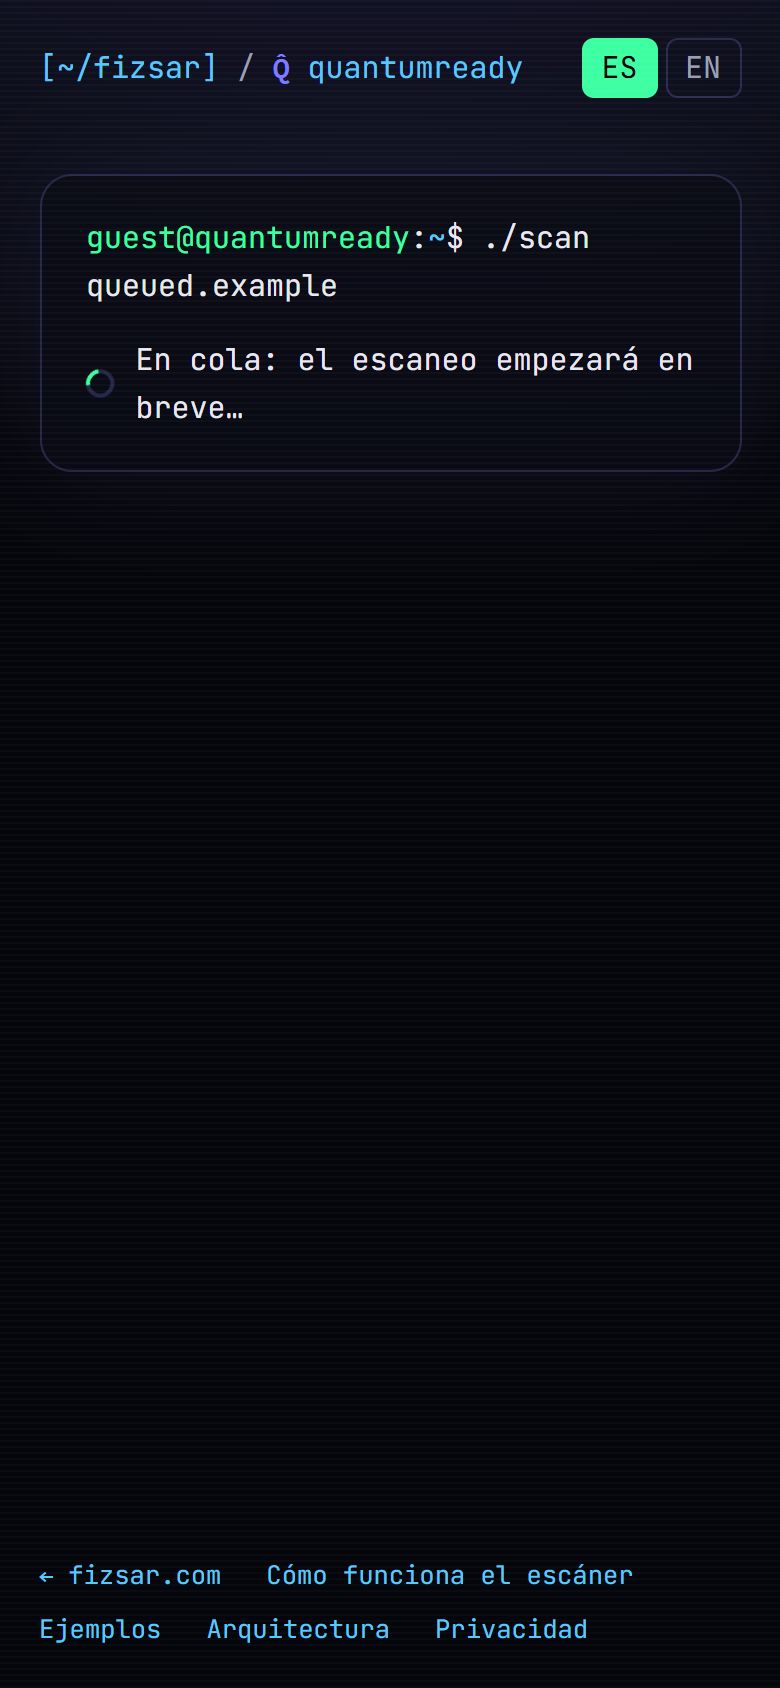 [~/fizsar] / Q̂ quantumready ES EN
guest@quantumready:~$ ./scan
queued.example
En cola: el escaneo empezará en
breve…
← fizsar.com Cómo funciona el escáner
Ejemplos Arquitectura Privacidad